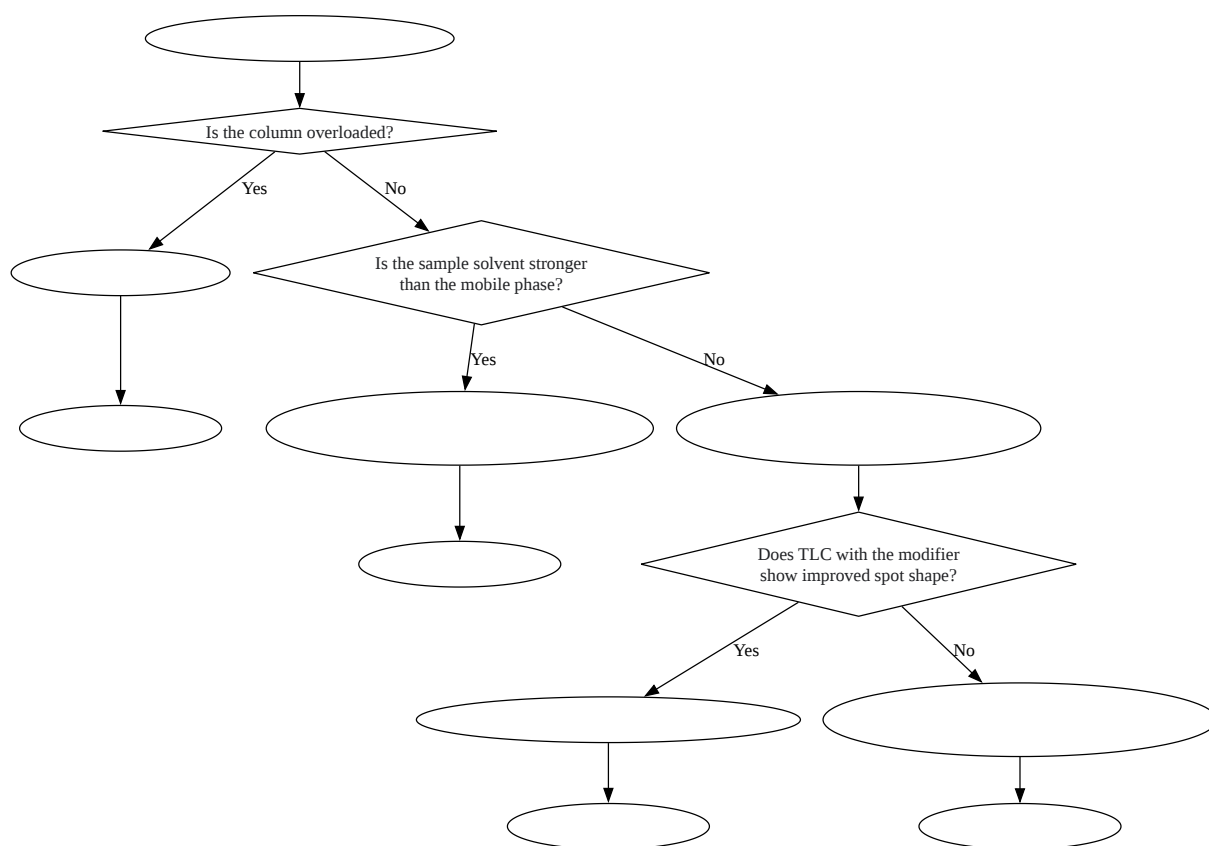 Is the column overloaded?
Yes
No
Is the sample solvent stronger
than the mobile phase?
Yes
No
Does TLC with the modifier
show improved spot shape?
Yes
No